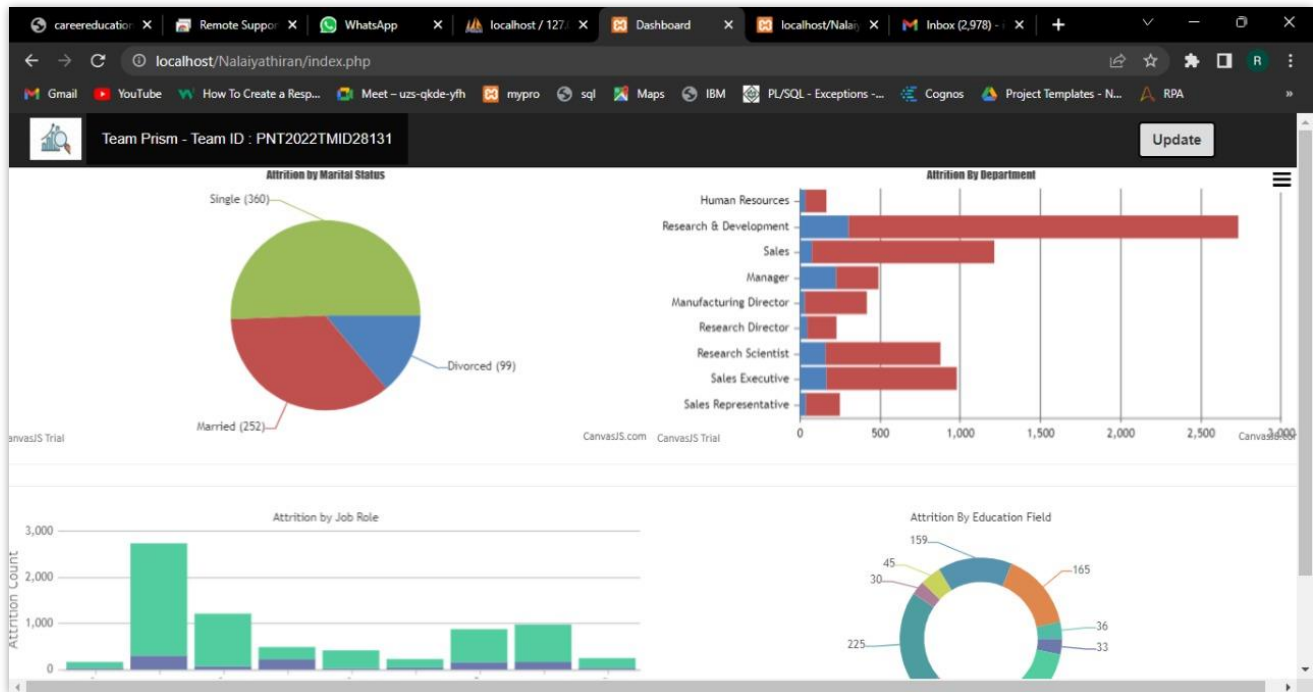 careereducation
Remote Suppor
WhatsApp
localhost / 127.
Dashboard
localhost/Nalaiy
Inbox (2,978) -
localhost/Nalaiyathiran/index.php
R
Gmail
YouTube
How To Create a Resp...
Meet – uzs-qkde-yfh
mypro
sql
Maps
IBM
PL/SQL - Exceptions -...
Cognos
Project Templates - N...
RPA
»
Team Prism - Team ID : PNT2022TMID28131
Update
Attrition by Marital Status
Single (360)
Divorced (99)
Married (252)
anvasJS Trial
CanvasJS.com
Attrition By Department
Human Resources
Research & Development
Sales
Manager
Manufacturing Director
Research Director
Research Scientist
Sales Executive
Sales Representative
0 500 1,000 1,500 2,000 2,500 3,000
CanvasJS Trial
CanvasJS.com
Attrition by Job Role
Attrition Count
3,000
2,000
1,000
0
Attrition By Education Field
159
45
30
165
36
33
225